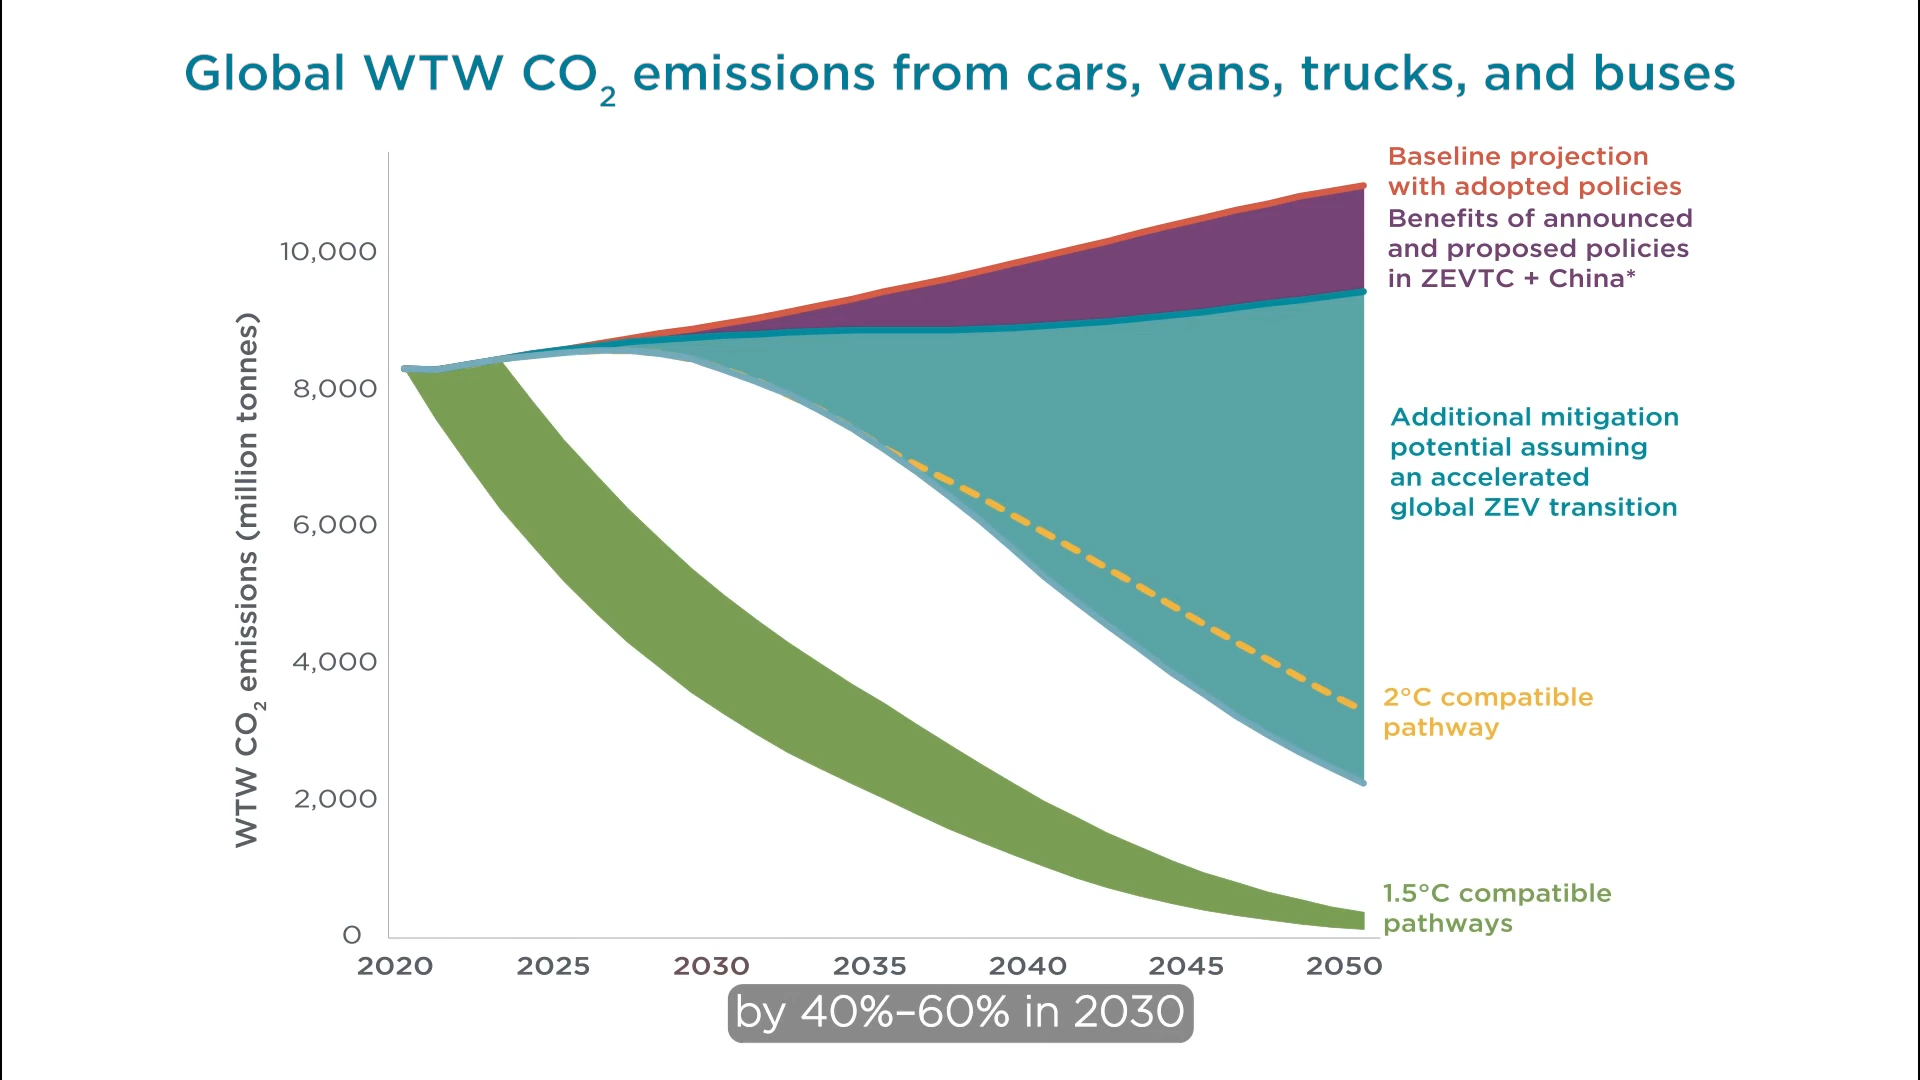 Global WTW CO₂ emissions from cars, vans, trucks, and buses
Baseline projection
with adopted policies
Benefits of announced
and proposed policies
in ZEVTC + China*
Additional mitigation
potential assuming
an accelerated
global ZEV transition
2°C compatible
pathway
1.5°C compatible
pathways
WTW CO₂ emissions (million tonnes)
10,000
8,000
6,000
4,000
2,000
0
2020 2025 2030 2035 2040 2045 2050
by 40%–60% in 2030